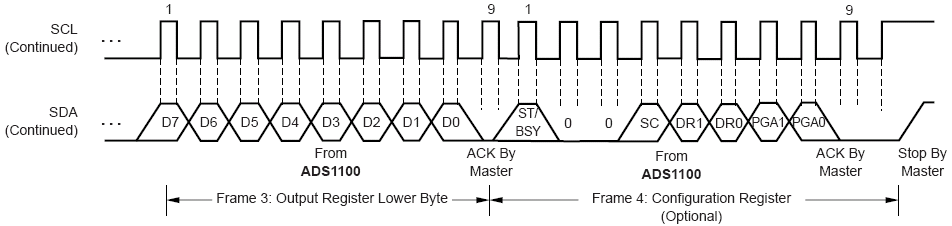 1 9 1 9
SCL
(Continued)
...
SDA
(Continued)
...
D7 D6 D5 D4 D3 D2 D1 D0 ST/
BSY 0 0 SC DR1 DR0 PGA1 PGA0
From
ADS1100
ACK By
Master
From
ADS1100
ACK By
Master
Stop By
Master
Frame 3: Output Register Lower Byte
Frame 4: Configuration Register
(Optional)